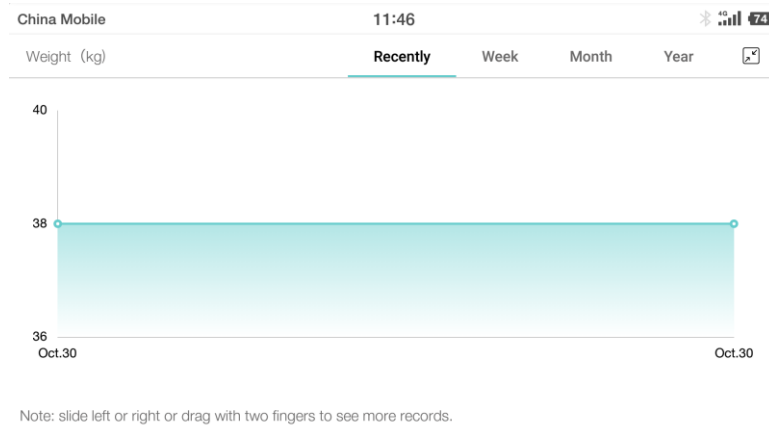 China Mobile 11:46 4G 74
Weight（kg） Recently Week Month Year
40
38
36
Oct.30 Oct.30
Note: slide left or right or drag with two fingers to see more records.